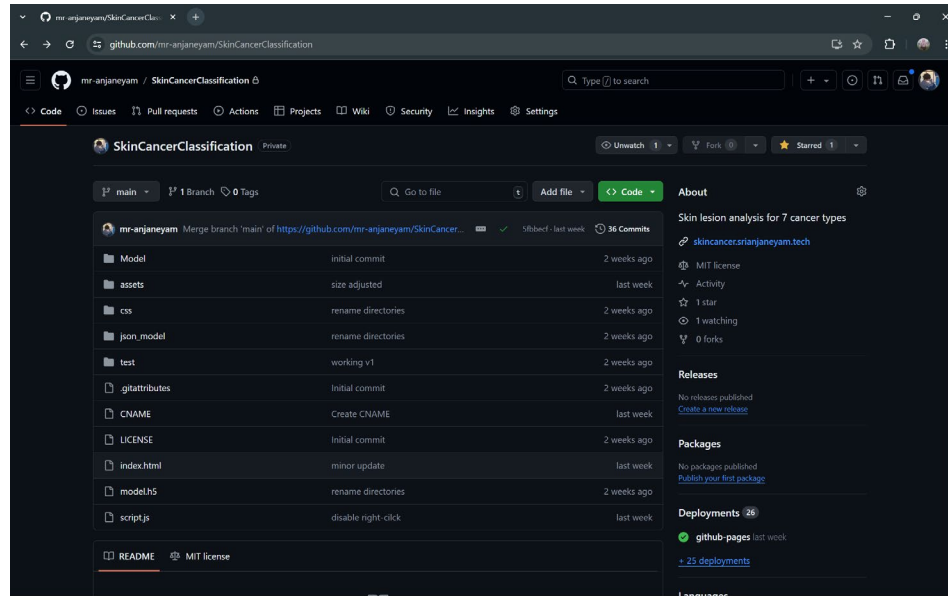 mr-anjaneyam/SkinCancerClass
github.com/mr-anjaneyam/SkinCancerClassification
mr-anjaneyam / SkinCancerClassification
Type / to search
Code Issues Pull requests Actions Projects Wiki Security Insights Settings
SkinCancerClassification Private
Unwatch 1 Fork 0 Starred 1
main 1 Branch 0 Tags Go to file t Add file Code
mr-anjaneyam Merge branch 'main' of https://github.com/mr-anjaneyam/SkinCancer... 5fbbecf · last week 36 Commits
Model initial commit 2 weeks ago
assets size adjusted last week
css rename directories 2 weeks ago
json_model rename directories 2 weeks ago
test working v1 2 weeks ago
.gitattributes Initial commit 2 weeks ago
CNAME Create CNAME last week
LICENSE Initial commit 2 weeks ago
index.html minor update last week
model.h5 rename directories 2 weeks ago
script.js disable right-cilck last week
README MIT license
About
Skin lesion analysis for 7 cancer types
skincancer.srianjaneyam.tech
MIT license
Activity
1 star
1 watching
0 forks
Releases
No releases published
Create a new release
Packages
No packages published
Publish your first package
Deployments 26
github-pages last week
+ 25 deployments
Languages